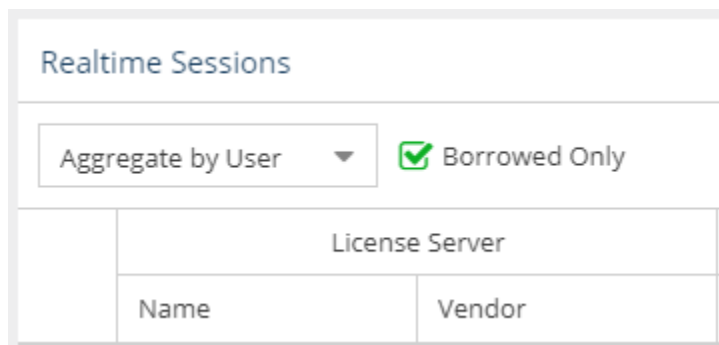 Realtime Sessions
Aggregate by User
Borrowed Only
License Server
Name
Vendor